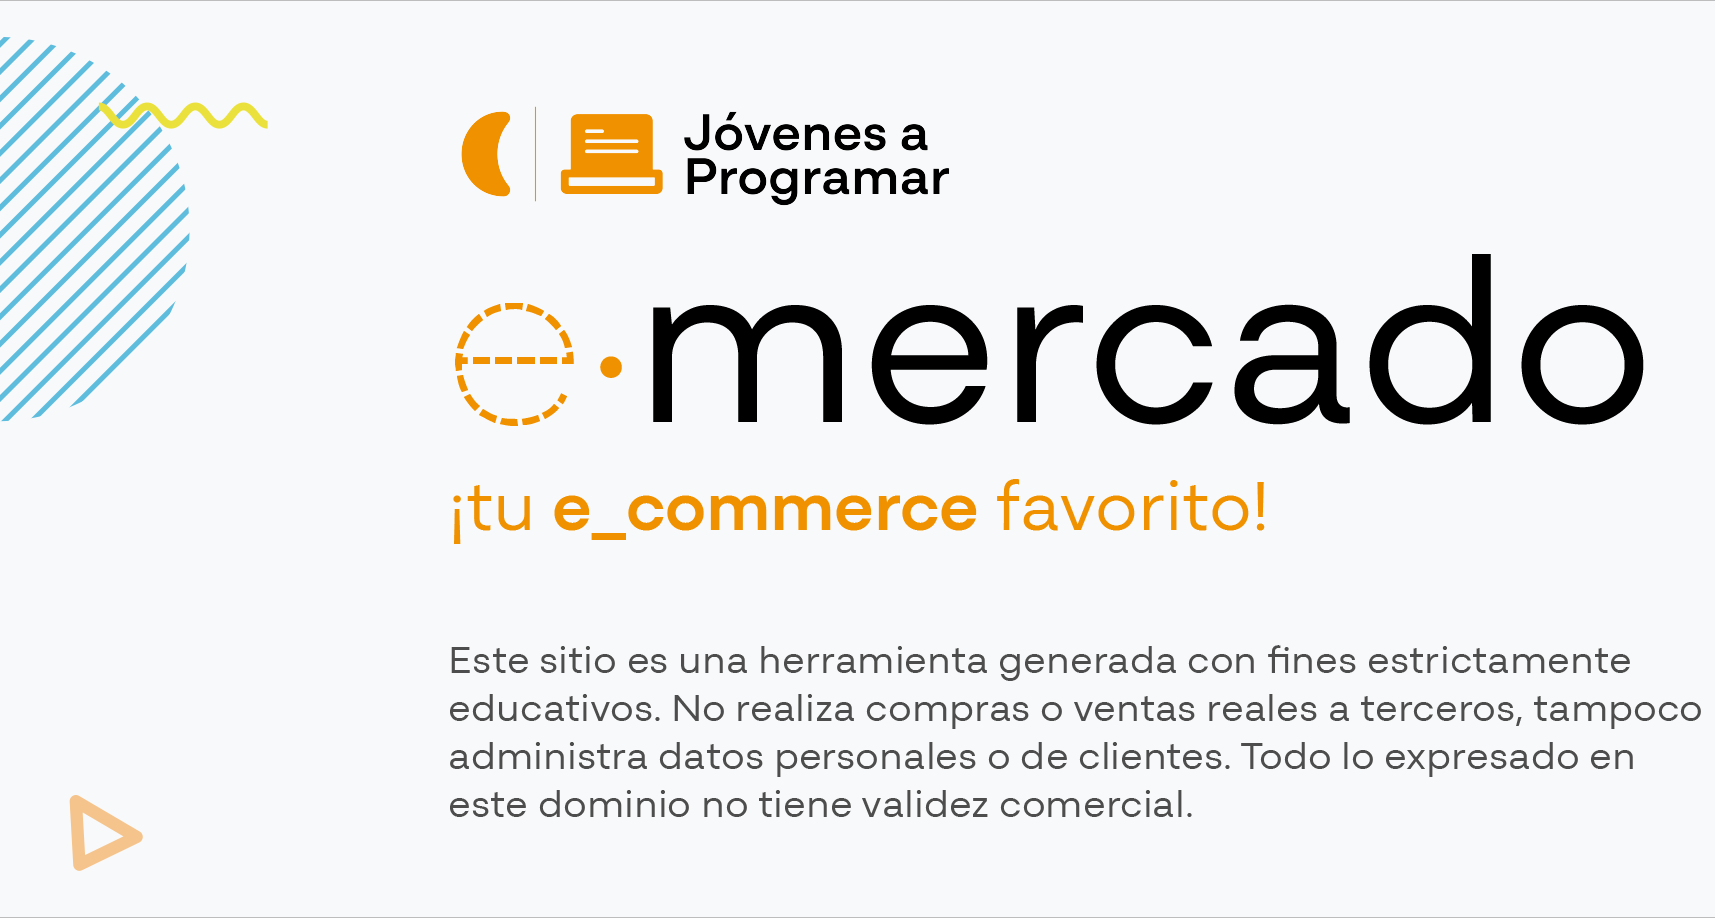 Jóvenes a
Programar
e·mercado
¡tu e_commerce favorito!
Este sitio es una herramienta generada con fines estrictamente
educativos. No realiza compras o ventas reales a terceros, tampoco
administra datos personales o de clientes. Todo lo expresado en
este dominio no tiene validez comercial.